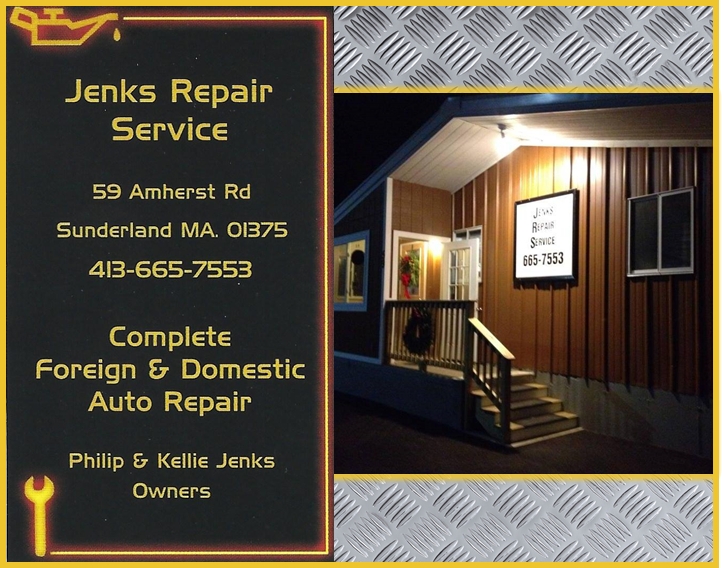 Jenks Repair
Service
59 Amherst Rd
Sunderland MA. 01375
413-665-7553
Complete
Foreign & Domestic
Auto Repair
Philip & Kellie Jenks
Owners
JENKS
REPAIR
SERVICE
665-7553